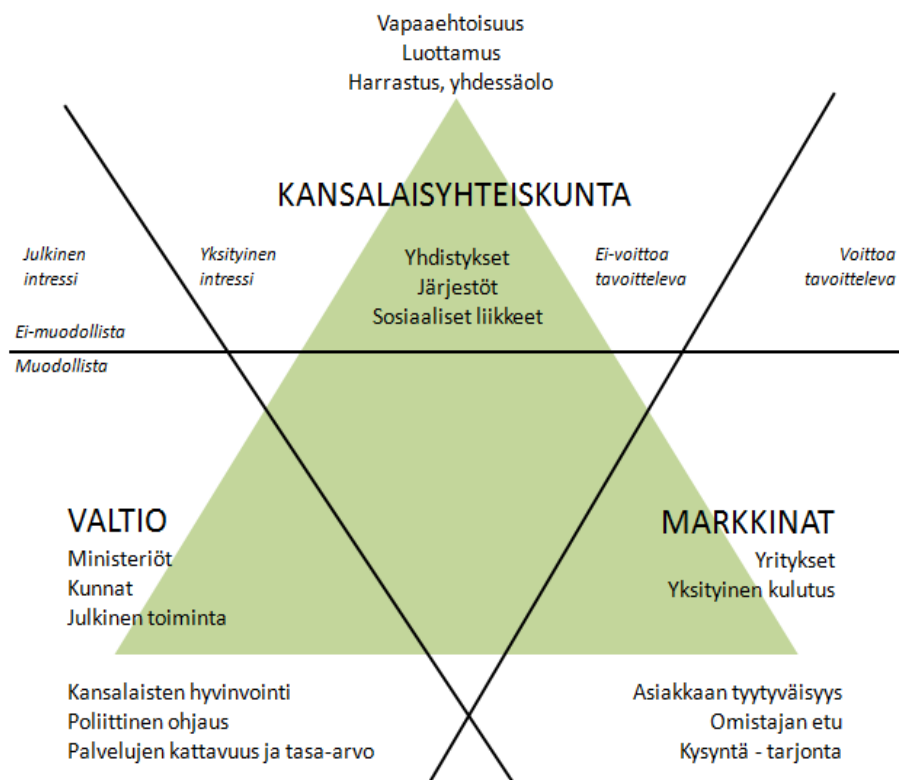 Vapaaehtoisuus
Luottamus
Harrastus, yhdessäolo
KANSALAISYHTEISKUNTA
Julkinen
intressi
Yksityinen
intressi
Yhdistykset
Järjestöt
Sosiaaliset liikkeet
Ei-voittoa
tavoitteleva
Voittoa
tavoitteleva
Ei-muodollista
Muodollista
VALTIO
Ministeriöt
Kunnat
Julkinen toiminta
MARKKINAT
Yritykset
Yksityinen kulutus
Kansalaisten hyvinvointi
Poliittinen ohjaus
Palvelujen kattavuus ja tasa-arvo
Asiakkaan tyytyväisyys
Omistajan etu
Kysyntä - tarjonta